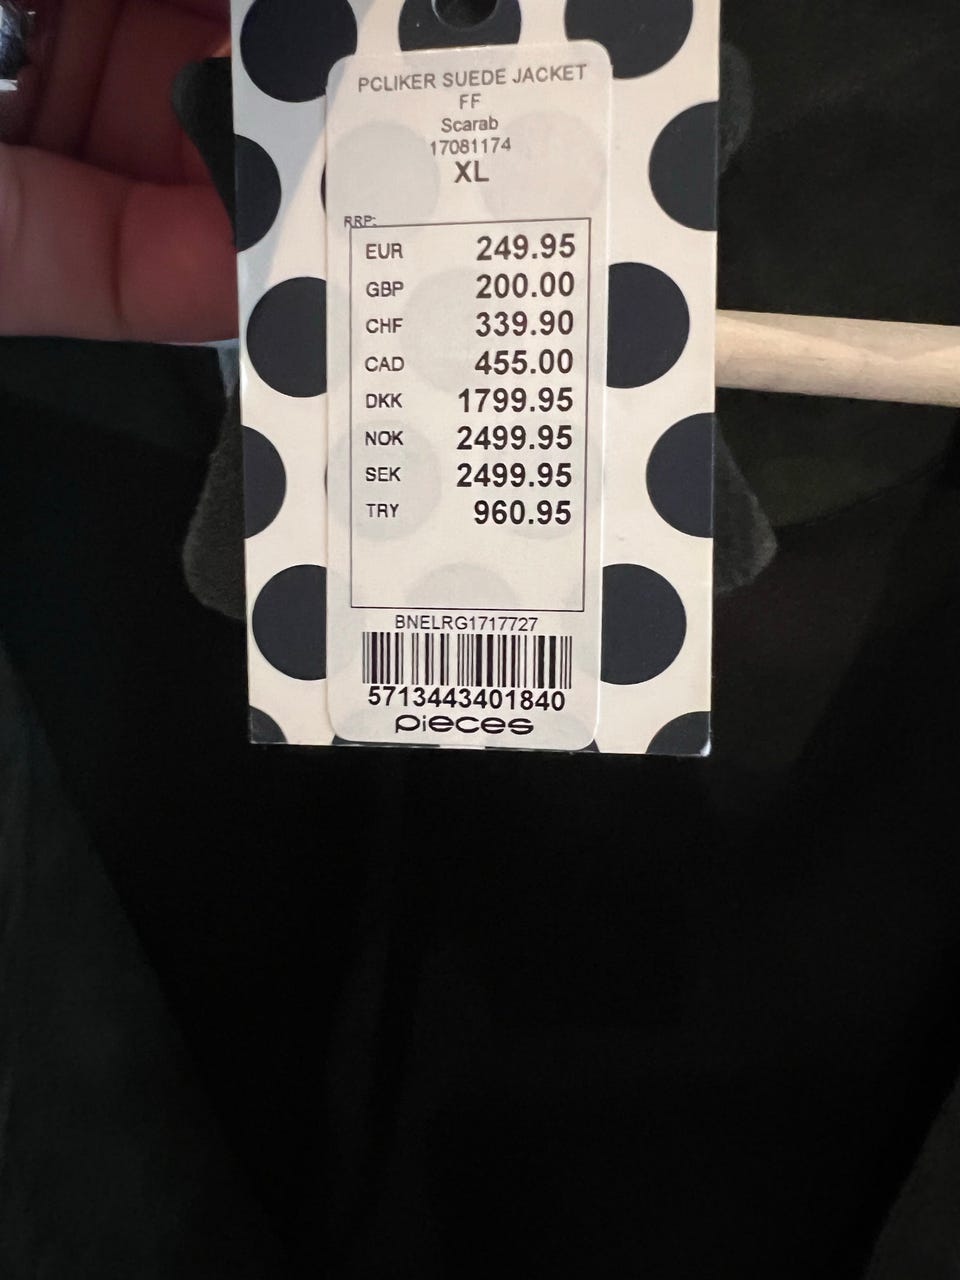 PCLIKER SUEDE JACKET
FF
Scarab
17081174
XL
RRP:
EUR 249.95
GBP 200.00
CHF 339.90
CAD 455.00
DKK 1799.95
NOK 2499.95
SEK 2499.95
TRY 960.95
BNELRG1717727
5713443401840
pieces